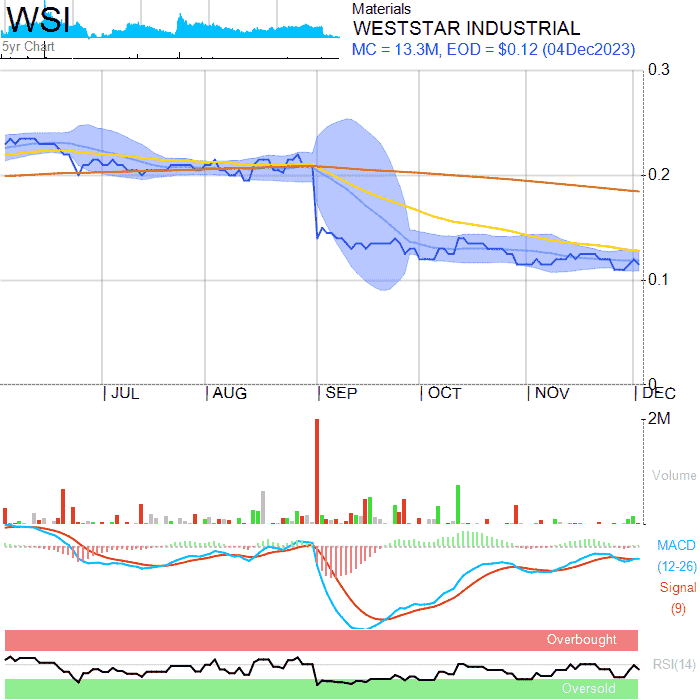 WSI
5yr Chart
Materials
WESTSTAR INDUSTRIAL
MC = 13.3M, EOD = $0.12 (04Dec2023)
0.3
0.2
0.1
0
JUL AUG SEP OCT NOV DEC
2M
Volume
MACD
(12-26)
Signal
(9)
Overbought
RSI(14)
Oversold